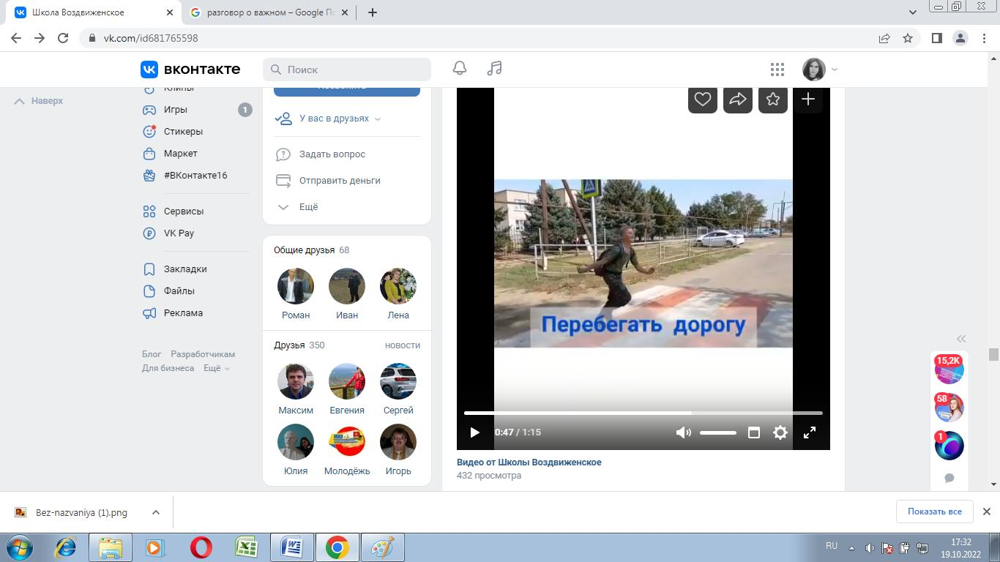 Школа Воздвиженское
разговор о важном – Google По
vk.com/id681765598
вконтакте
Поиск
Наверх
Клипы
Игры
1
Стикеры
Маркет
#ВКонтакте16
Сервисы
VK Pay
Закладки
Файлы
Реклама
Блог Разработчикам
Для бизнеса Ещё
Позвонить
У вас в друзьях
Задать вопрос
Отправить деньги
Ещё
Общие друзья 68
Роман Иван Лена
Друзья 350 новости
Максим Евгения Сергей
Юлия Молодёжь Игорь
Перебегать дорогу
0:47 / 1:15
Видео от Школы Воздвиженское
432 просмотра
15,2K
58
1
Bez-nazvaniya (1).png
Показать все
RU
17:32
19.10.2022